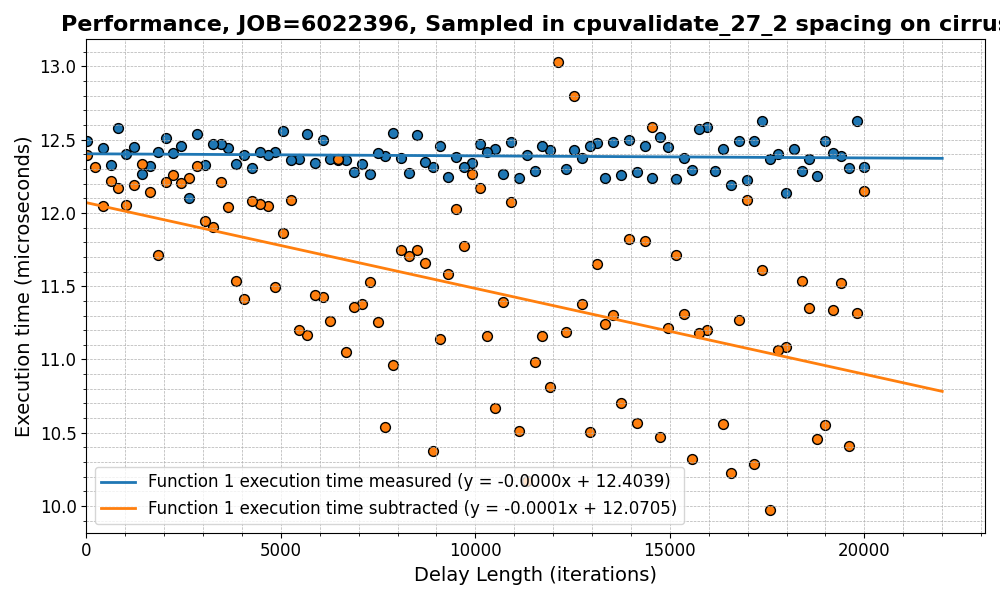 Performance, JOB=6022396, Sampled in cpuvalidate_27_2 spacing on cirrus
Execution time (microseconds)
13.0
12.5
12.0
11.5
11.0
10.5
10.0
Function 1 execution time measured (y = -0.0000x + 12.4039)
Function 1 execution time subtracted (y = -0.0001x + 12.0705)
0 5000 10000 15000 20000
Delay Length (iterations)